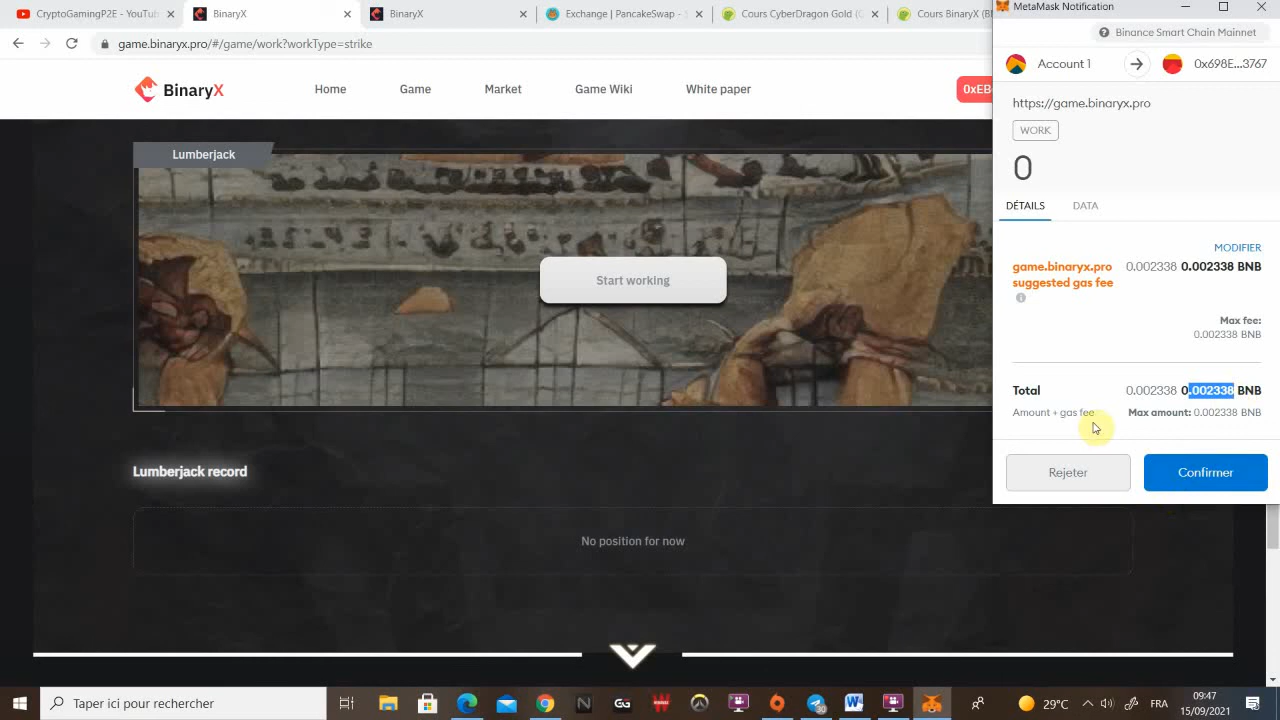 CryptoGamingP2E - YouTub
BinaryX
BinaryX
Exchange | PancakeSwap -
Cours CyberDragon Gold (
Cours BinaryX (B
game.binaryx.pro/#/game/work?workType=strike
BinaryX
Home
Game
Market
Game Wiki
White paper
Lumberjack
Start working
Lumberjack record
No position for now
MetaMask Notification
Binance Smart Chain Mainnet
Account 1
0x698E...3767
https://game.binaryx.pro
WORK
0
DÉTAILS
DATA
MODIFIER
game.binaryx.pro 0.002338 0.002338 BNB
suggested gas fee
Max fee:
0.002338 BNB
Total 0.002338 0.002338 BNB
Amount + gas fee Max amount: 0.002338 BNB
Rejeter
Confirmer
Taper ici pour rechercher
29°C
FRA
09:47
15/09/2021